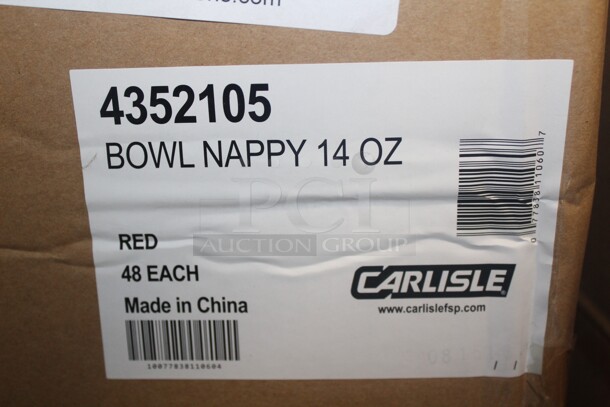 4352105
BOWL NAPPY 14 OZ
RED
48 EACH
Made in China
10077838110604
CARLISLE
www.carlislefsp.com
PCI
AUCTION GROUP